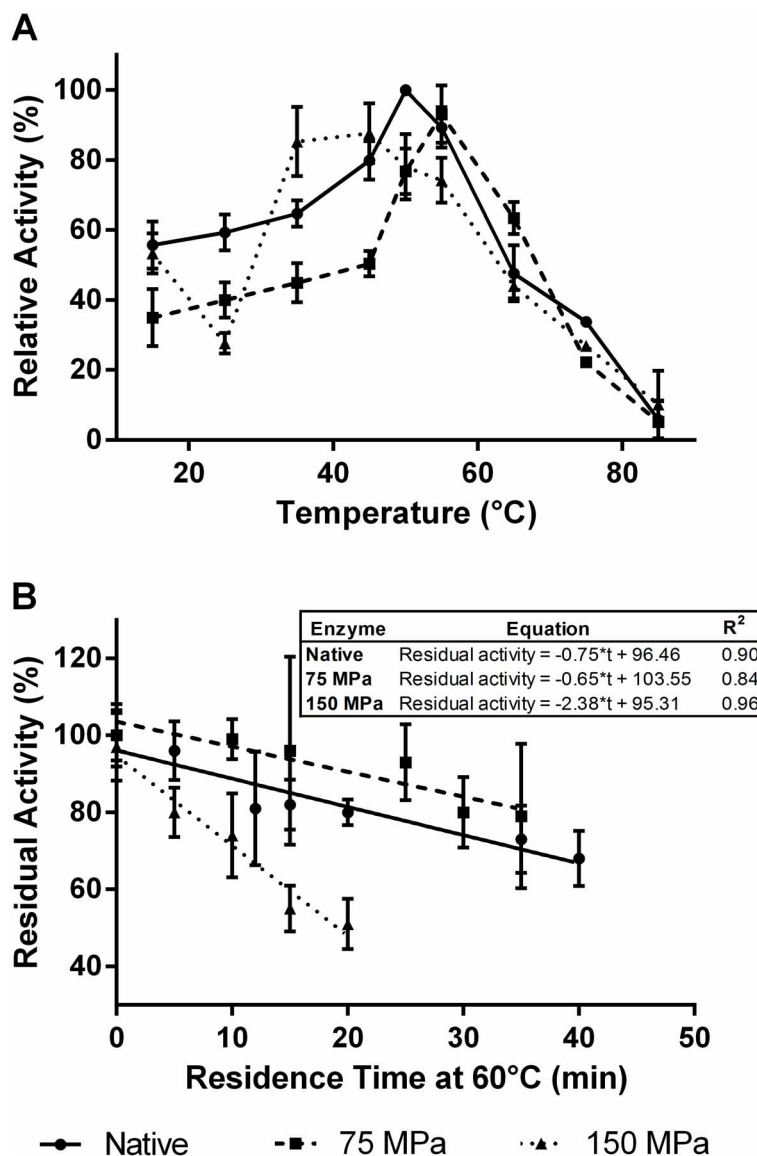 A
Relative Activity (%)
100
80
60
40
20
0
20 40 60 80
Temperature (°C)
B
Residual Activity (%)
120
100
80
60
40
Enzyme Equation R²
Native Residual activity = -0.75*t + 96.46 0.90
75 MPa Residual activity = -0.65*t + 103.55 0.84
150 MPa Residual activity = -2.38*t + 95.31 0.96
0 10 20 30 40 50
Residence Time at 60°C (min)
Native 75 MPa 150 MPa